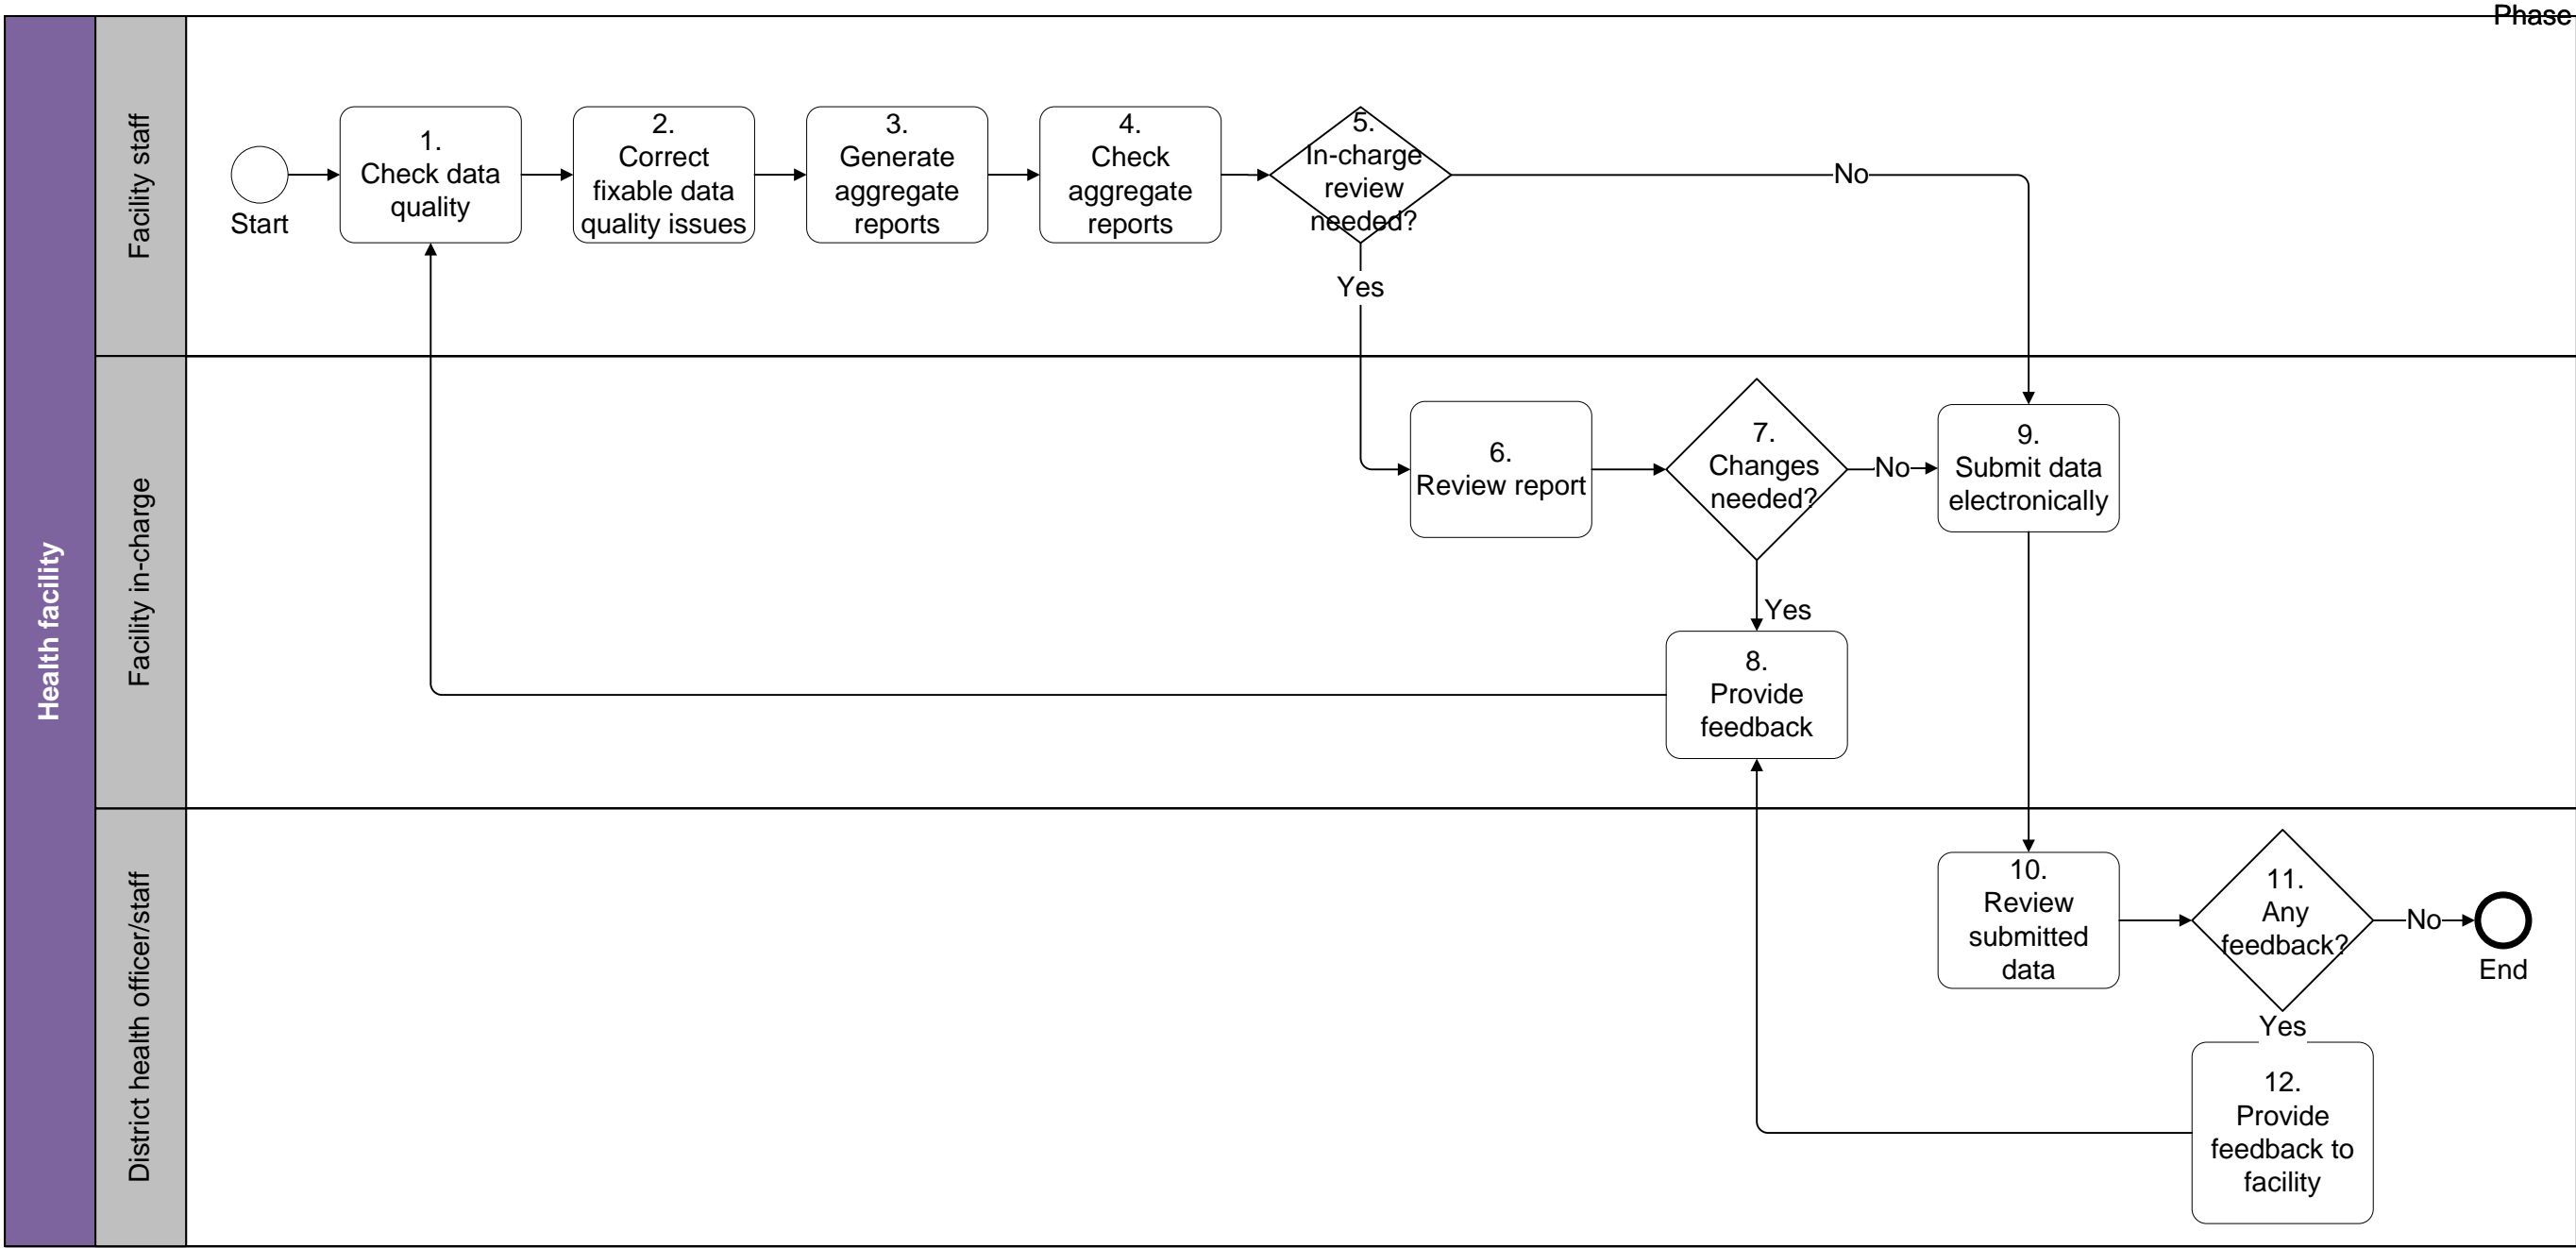 Phase
Health facility
Facility staff
Start
1.
Check data
quality
2.
Correct
fixable data
quality issues
3.
Generate
aggregate
reports
4.
Check
aggregate
reports
5.
In-charge
review
needed?
No
Yes
Facility in-charge
6.
Review report
7.
Changes
needed?
No
9.
Submit data
electronically
Yes
8.
Provide
feedback
District health officer/staff
10.
Review
submitted
data
11.
Any
feedback?
No
End
Yes
12.
Provide
feedback to
facility